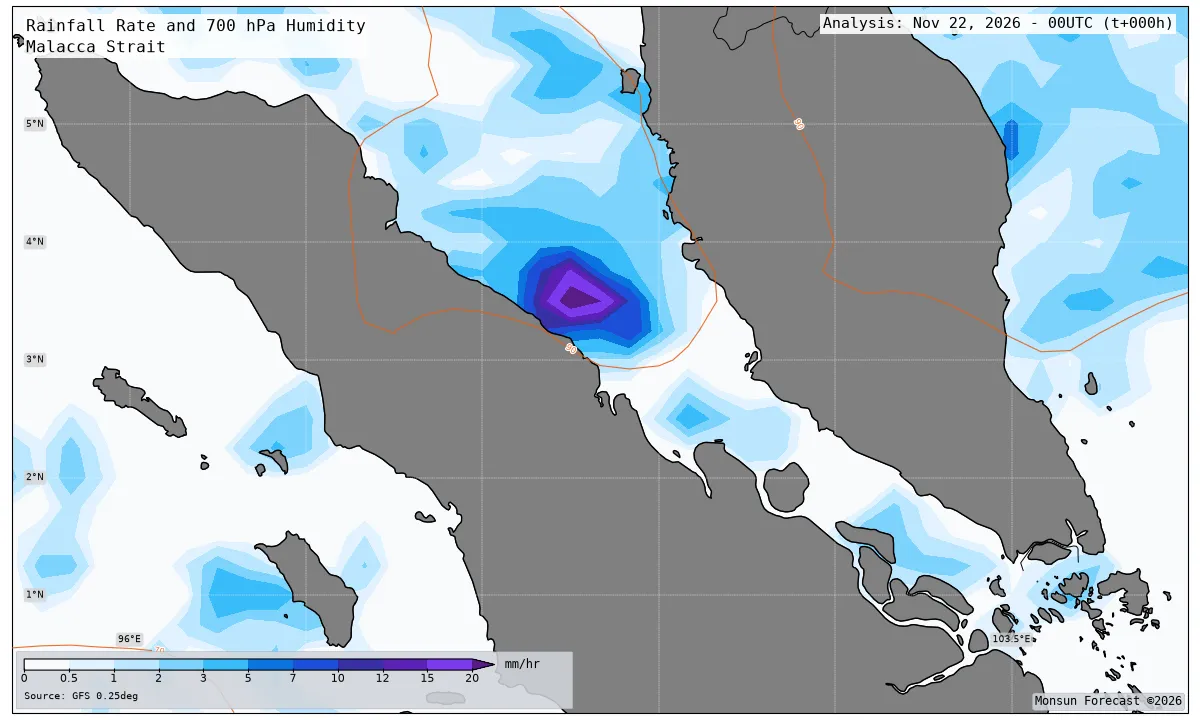 Rainfall Rate and 700 hPa Humidity
Malacca Strait
Analysis: Nov 22, 2026 - 00UTC (t+000h)
90
5°N
4°N
3°N
90
2°N
1°N
96°E
103.5°E
70
mm/hr
0 0.5 1 2 3 5 7 10 12 15 20
Source: GFS 0.25deg
Monsun Forecast ©2026